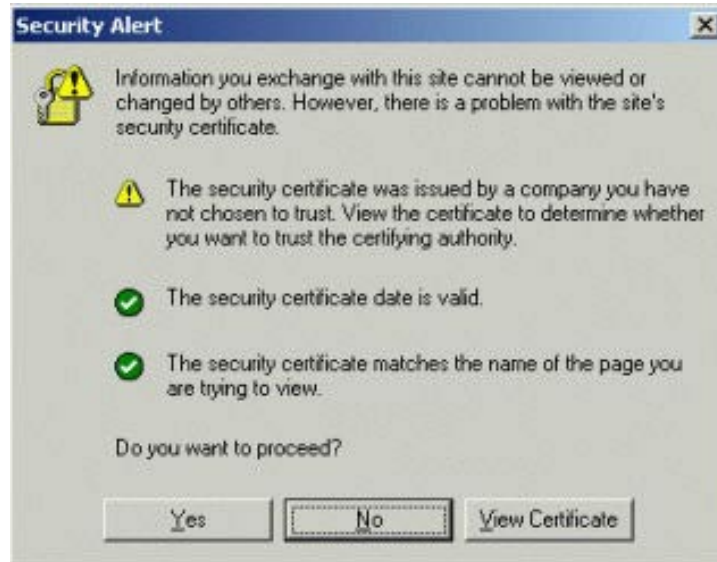 Security Alert
Information you exchange with this site cannot be viewed or
changed by others. However, there is a problem with the site's
security certificate.
The security certificate was issued by a company you have
not chosen to trust. View the certificate to determine whether
you want to trust the certifying authority.
The security certificate date is valid.
The security certificate matches the name of the page you
are trying to view.
Do you want to proceed?
Yes No View Certificate